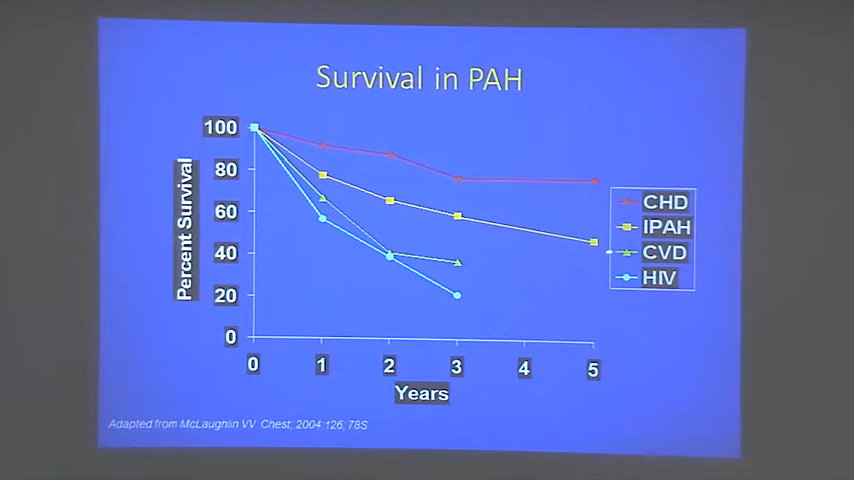 Survival in PAH
100
80
60
40
20
0
Percent Survival
0 1 2 3 4 5
Years
CHD
IPAH
CVD
HIV
Adapted from McLaughlin VV. Chest, 2004:126, 78S